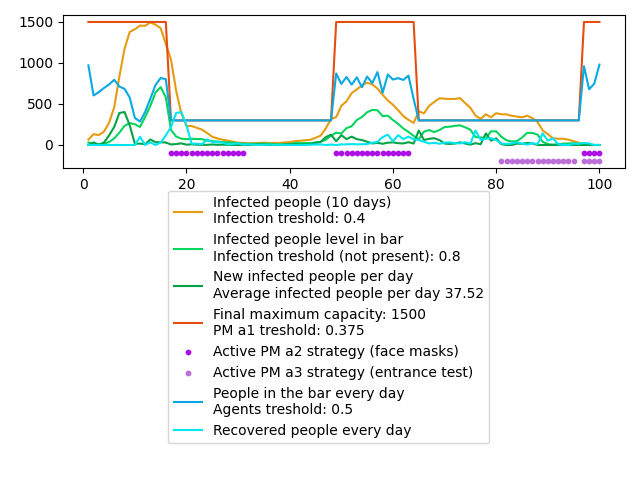 1500
1000
500
0
0 20 40 60 80 100
Infected people (10 days)
Infection treshold: 0.4
Infected people level in bar
Infection treshold (not present): 0.8
New infected people per day
Average infected people per day 37.52
Final maximum capacity: 1500
PM a1 treshold: 0.375
Active PM a2 strategy (face masks)
Active PM a3 strategy (entrance test)
People in the bar every day
Agents treshold: 0.5
Recovered people every day